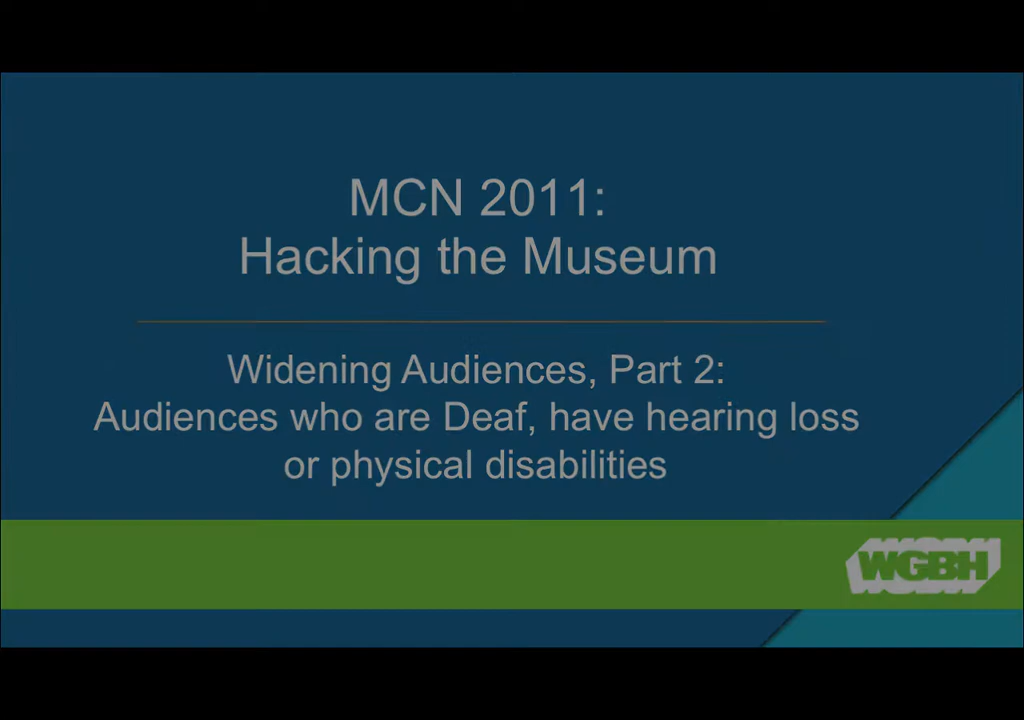 MCN 2011:
Hacking the Museum
Widening Audiences, Part 2:
Audiences who are Deaf, have hearing loss
or physical disabilities
WGBH